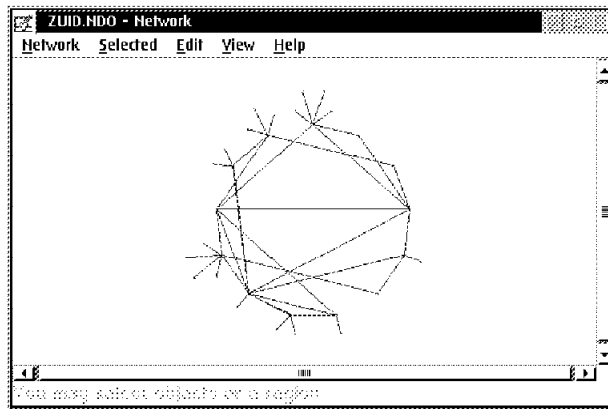 ZUID.NDO - Network
Network Selected Edit View Help
You may select objects or a region